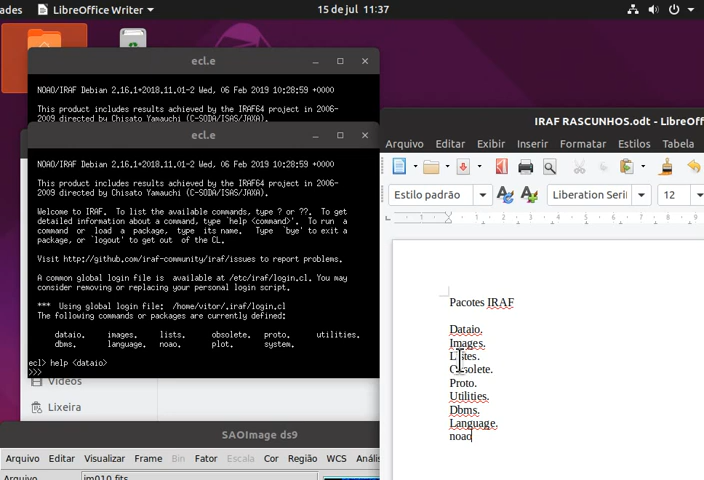 ades LibreOffice Writer 15 de jul 11:37
ecl.e
NOAO/IRAF Debian 2.16.1+2018.11.01-2 Wed, 06 Feb 2019 10:28:59 +0000
This product includes results achieved by the IRAF64 project in 2006-
2009 directed by Chisato Yamauchi (C-SODA/ISAS/JAXA).
ecl.e
NOAO/IRAF Debian 2.16.1+2018.11.01-2 Wed, 06 Feb 2019 10:28:59 +0000
This product includes results achieved by the IRAF64 project in 2006-
2009 directed by Chisato Yamauchi (C-SODA/ISAS/JAXA).
Welcome to IRAF. To list the available commands, type ? or ??. To get
detailed information about a command, type `help <command>'. To run a
command or load a package, type its name. Type `bye' to exit a
package, or `logout' to get out of the CL.
Visit http://github.com/iraf-community/iraf/issues to report problems.
A common global login file is available at /etc/iraf/login.cl. You may
consider removing or replacing your personal login script.
*** Using global login file: /home/vitor/.iraf/login.cl
The following commands or packages are currently defined:
dataio. images. lists. obsolete. proto. utilities.
dbms. language. noao. plot. system.
ecl> help <dataio>
>>>
Vídeos
Lixeira
SAOImage ds9
Arquivo Editar Visualizar Frame Bin Fator Escala Cor Região WCS Anális
Arquivo im010.fits
IRAF RASCUNHOS.odt - LibreOff
Arquivo Editar Exibir Inserir Formatar Estilos Tabela
Estilo padrão Liberation Seri 12
1 1 2 3 4 5 6 7
Pacotes IRAF
Dataio.
Images.
Listes.
Obsolete.
Proto.
Utilities.
Dbms.
Language.
noao